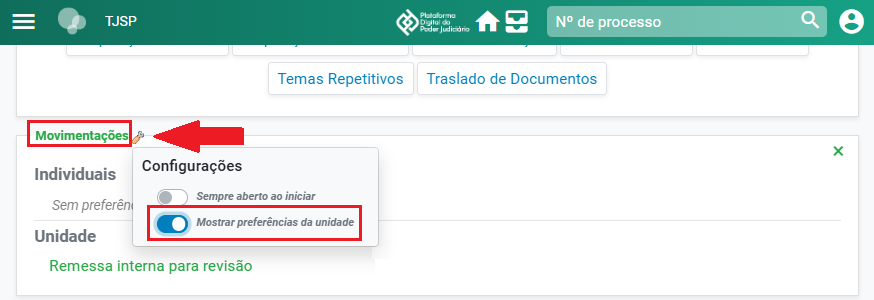 TJSP
Plataforma
Digital do
Poder Judiciário
Nº de processo
Temas Repetitivos
Traslado de Documentos
Movimentações
Configurações
Individuais
Sempre aberto ao iniciar
Sem
Mostrar preferências da unidade
Unidade
Remessa interna para revisão